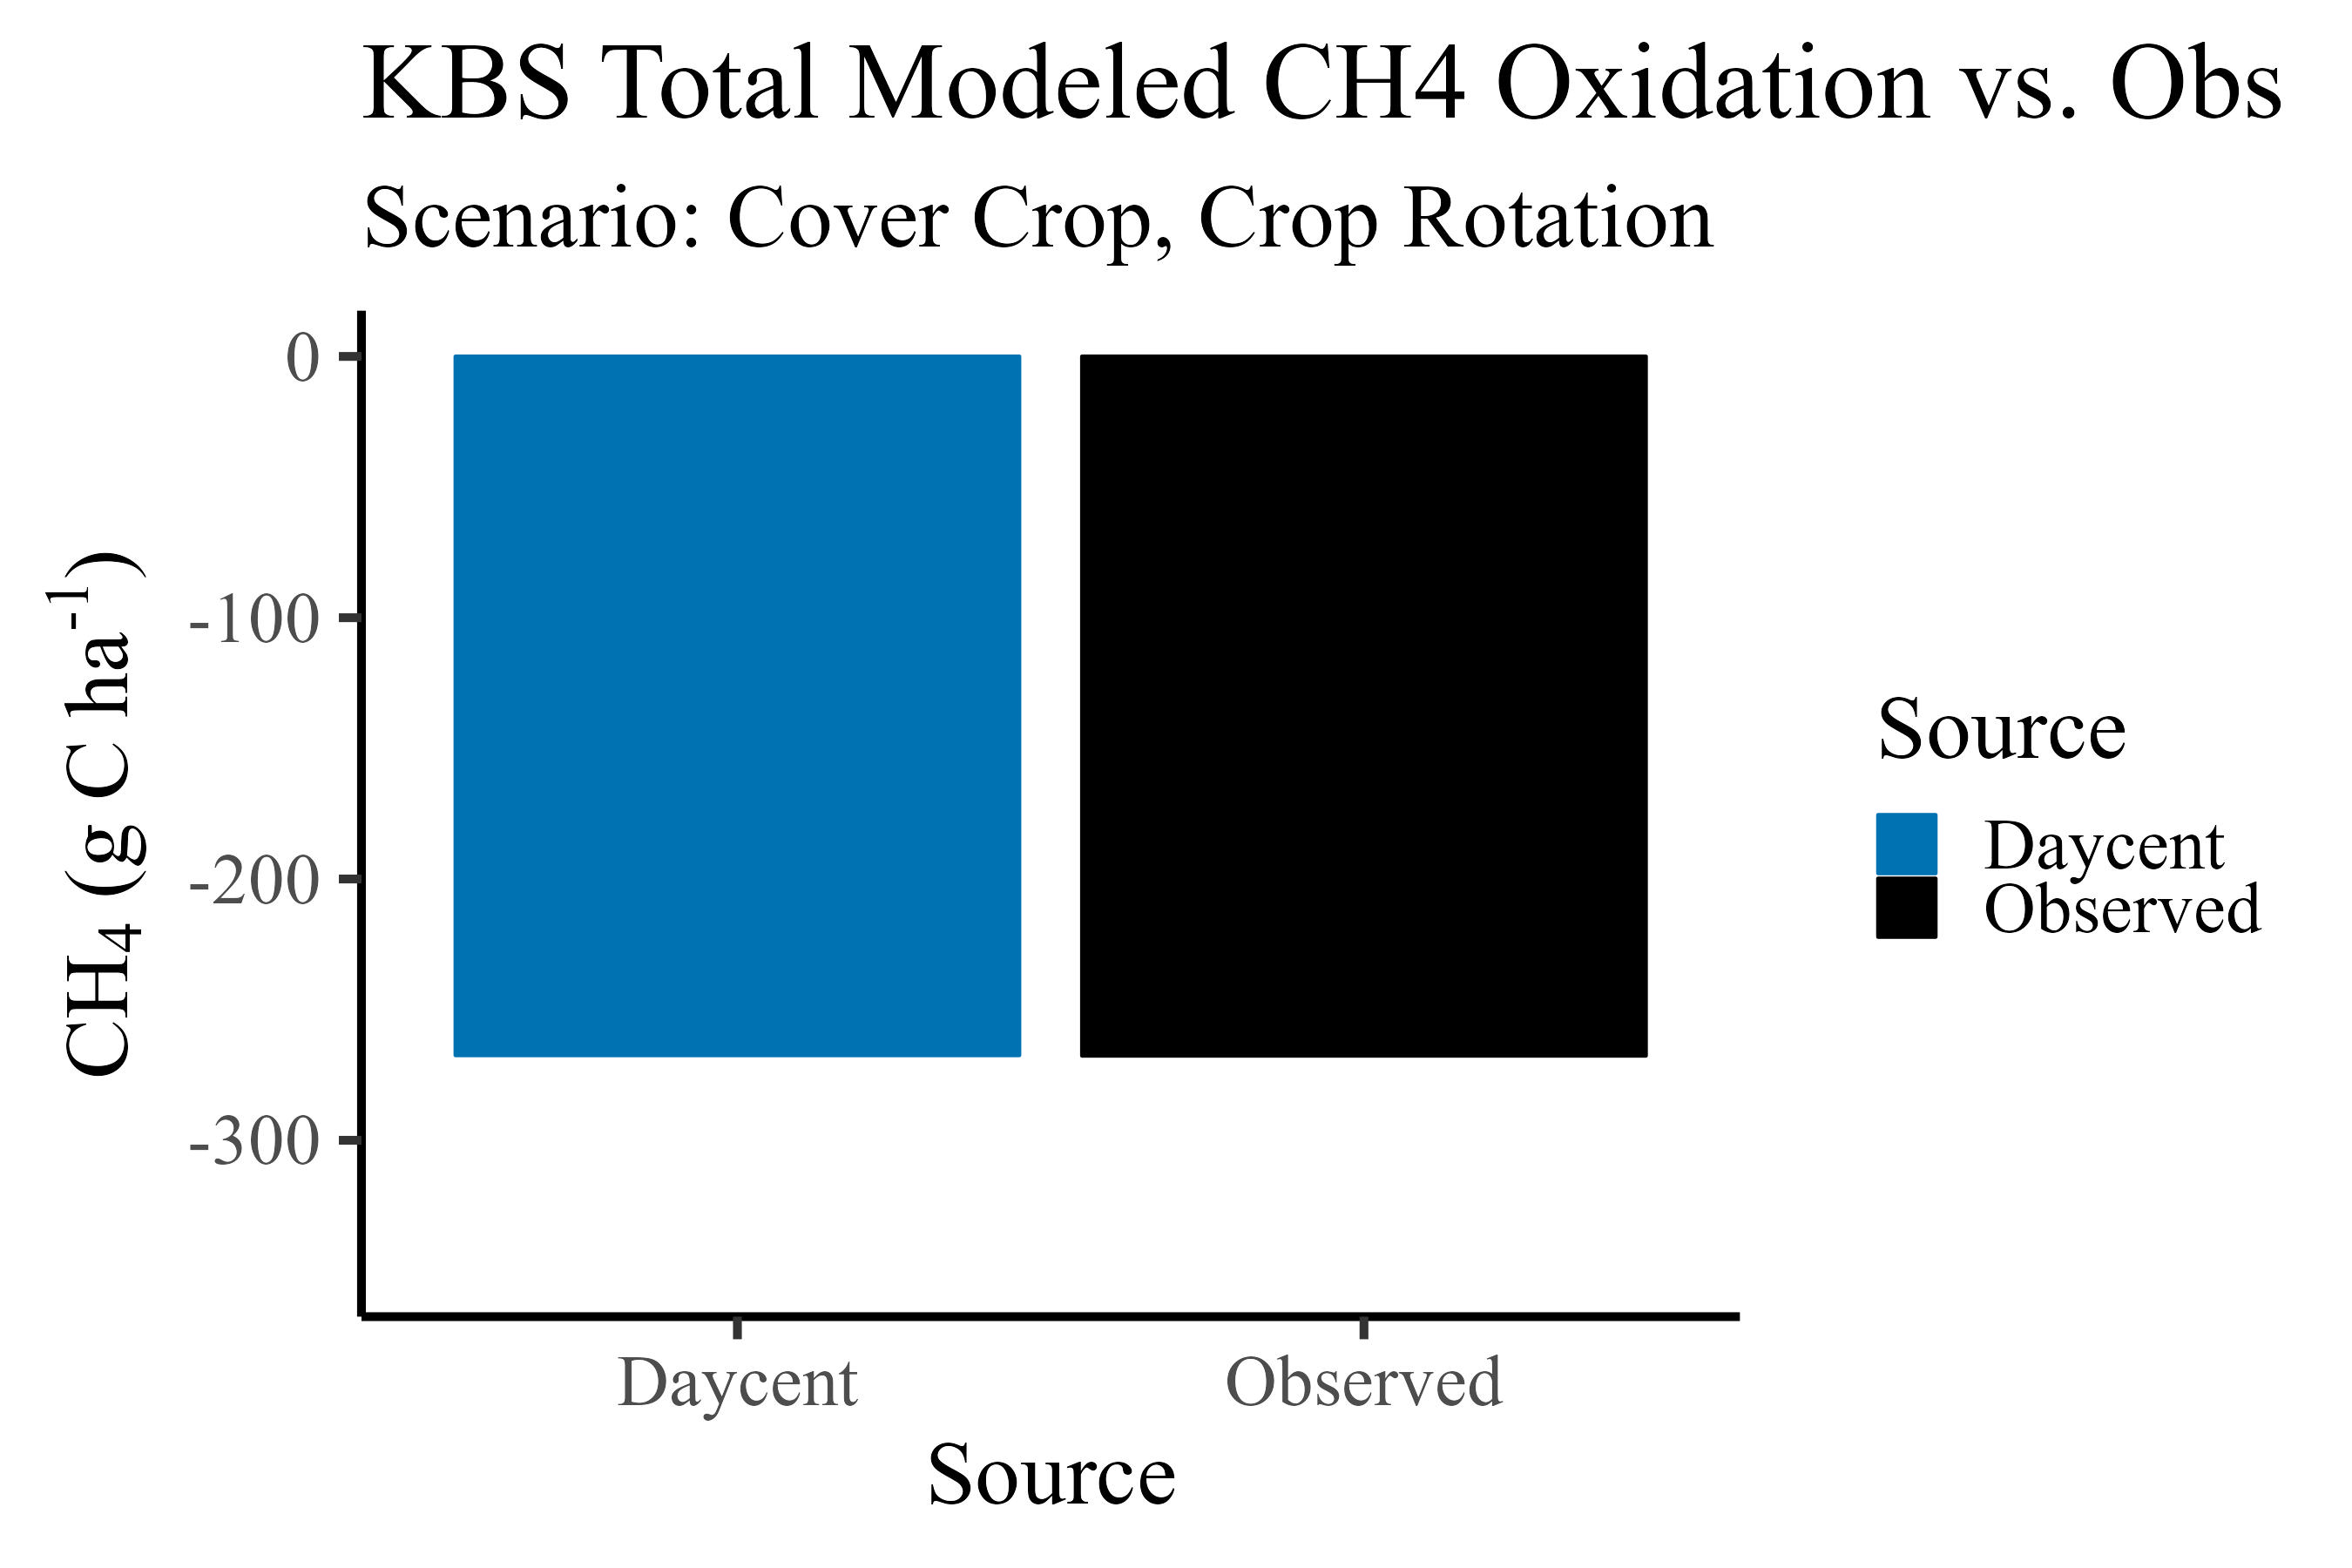 KBS Total Modeled CH4 Oxidation vs. Obs
Scenario: Cover Crop, Crop Rotation
CH₄ (g C ha⁻¹)
0
-100
-200
-300
Daycent
Observed
Source
Source
Daycent
Observed